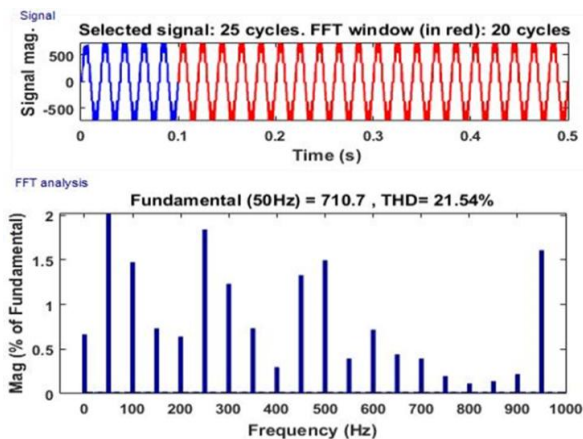 Signal
Selected signal: 25 cycles. FFT window (in red): 20 cycles
Signal mag.
500
0
-500
0 0.1 0.2 0.3 0.4 0.5
Time (s)
FFT analysis
Fundamental (50Hz) = 710.7 , THD= 21.54%
Mag (% of Fundamental)
2
1.5
1
0.5
0
0 100 200 300 400 500 600 700 800 900 1000
Frequency (Hz)